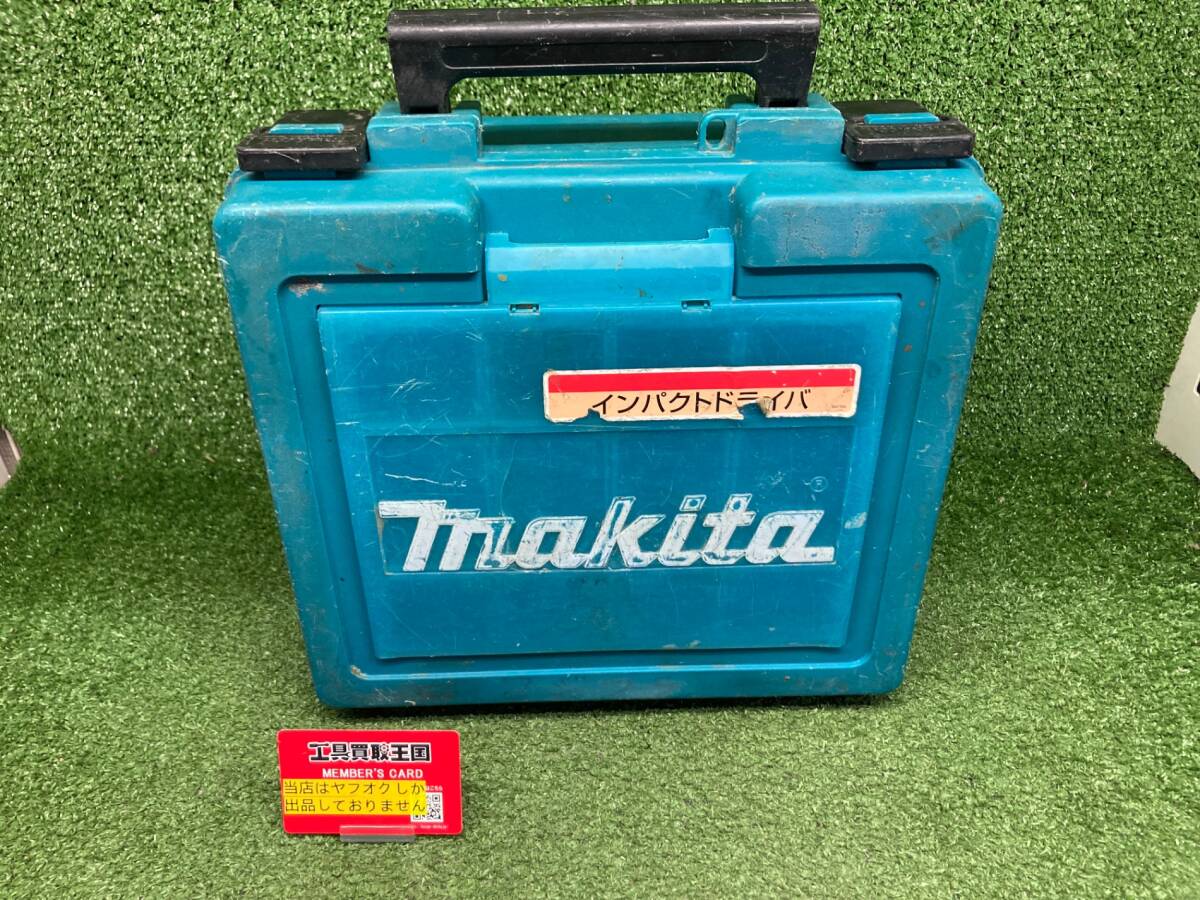 インパクトドライバ
makita®
工具買取王国
MEMBER'S CARD
当店はヤフオクしか
出品しておりません